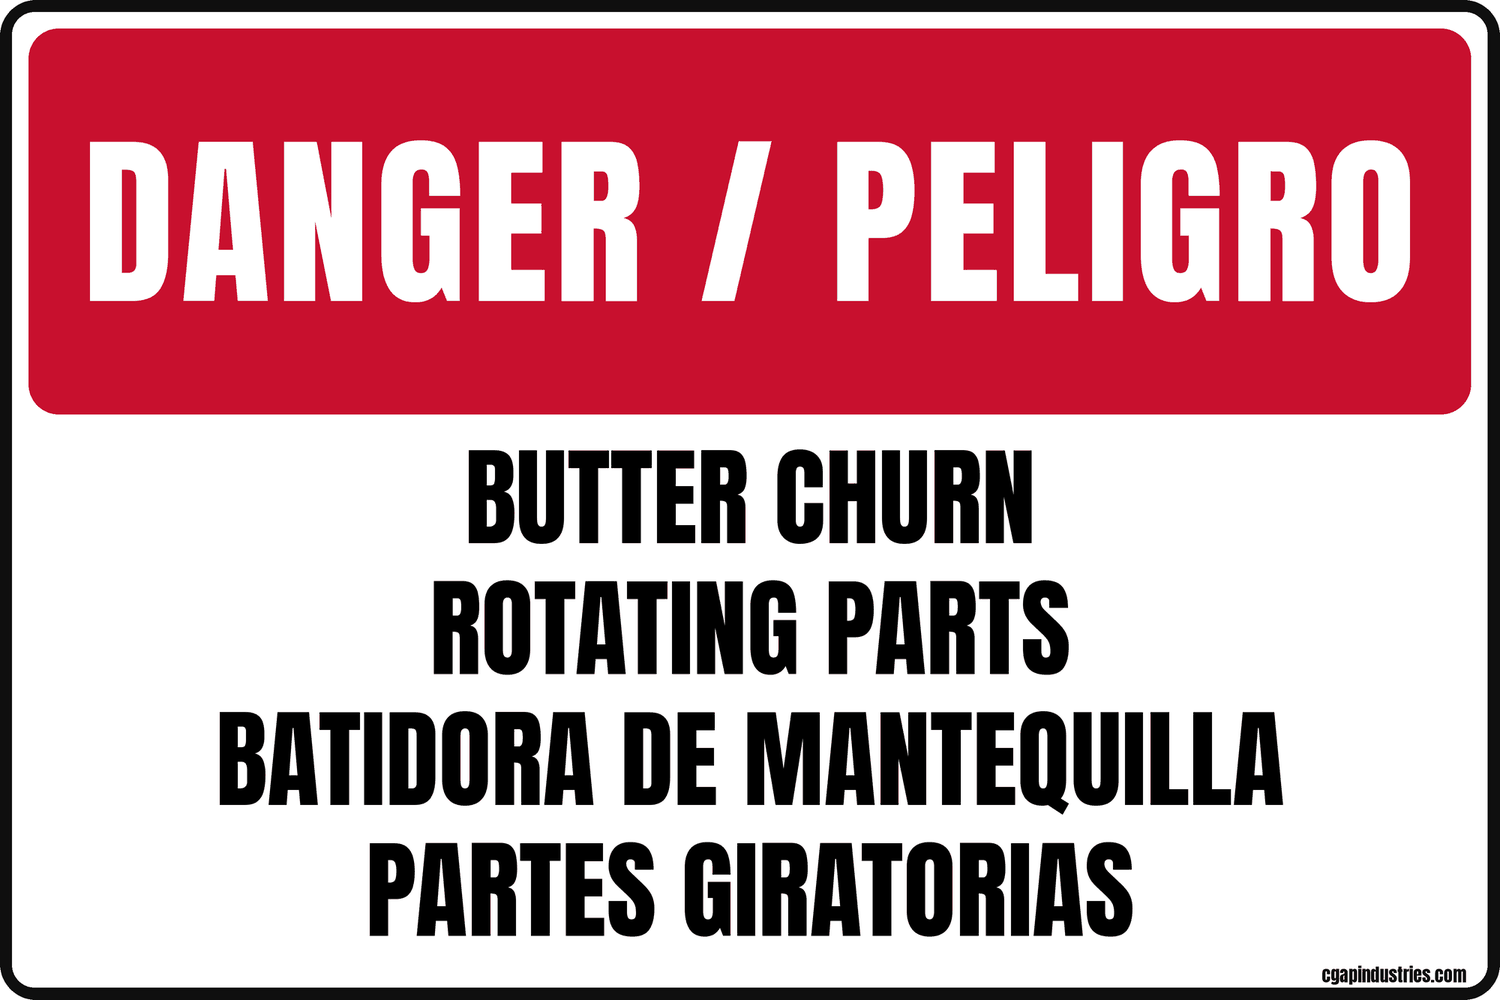 DANGER / PELIGRO
BUTTER CHURN
ROTATING PARTS
BATIDORA DE MANTEQUILLA
PARTES GIRATORIAS
cgapindustries.com